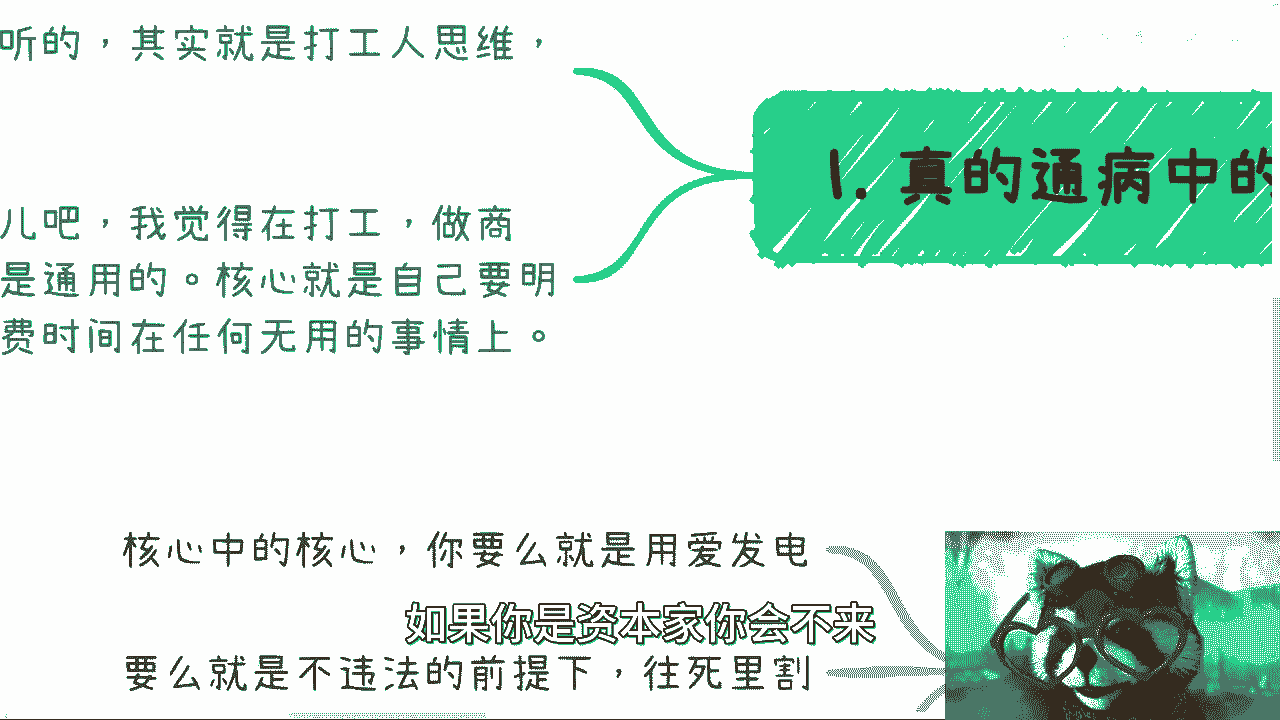 听的，其实就是打工人思维，
1. 真的通病中的
儿吧，我觉得在打工，做商
是通用的。核心就是自己要明
费时间在任何无用的事情上。
核心中的核心，你要么就是用爱发电
如果你是资本家你会不来
要么就是不违法的前提下，往死里割